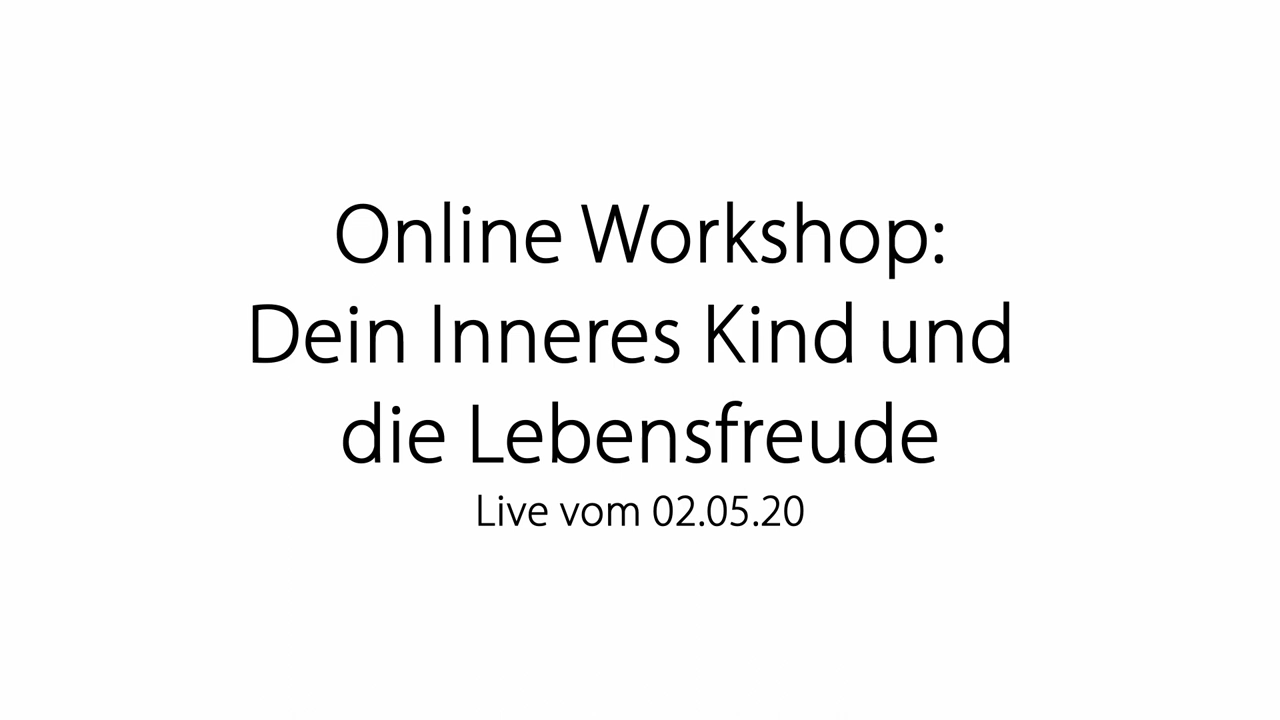 Online Workshop:
Dein Inneres Kind und
die Lebensfreude
Live vom 02.05.20